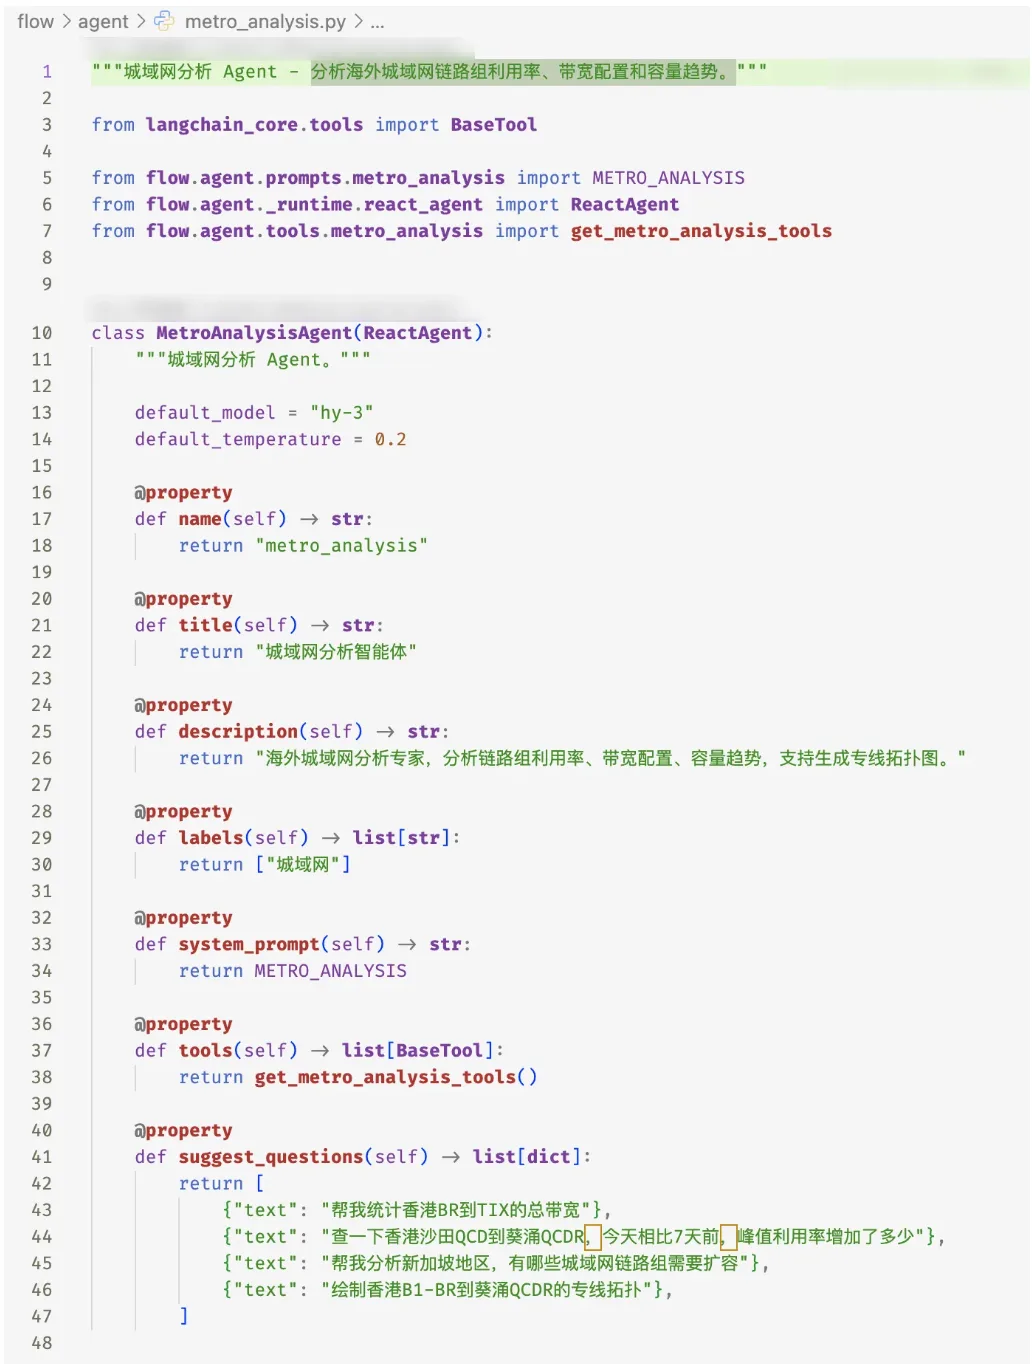 flow > agent > metro_analysis.py > ...
1 """城域网分析 Agent - 分析海外城域网链路组利用率、带宽配置和容量趋势。"""
2
3 from langchain_core.tools import BaseTool
4
5 from flow.agent.prompts.metro_analysis import METRO_ANALYSIS
6 from flow.agent._runtime.react_agent import ReactAgent
7 from flow.agent.tools.metro_analysis import get_metro_analysis_tools
8
9
10 class MetroAnalysisAgent(ReactAgent):
11     """城域网分析 Agent。"""
12
13     default_model = "hy-3"
14     default_temperature = 0.2
15
16     @property
17     def name(self) -> str:
18         return "metro_analysis"
19
20     @property
21     def title(self) -> str:
22         return "城域网分析智能体"
23
24     @property
25     def description(self) -> str:
26         return "海外城域网分析专家，分析链路组利用率、带宽配置、容量趋势，支持生成专线拓扑图。"
27
28     @property
29     def labels(self) -> list[str]:
30         return ["城域网"]
31
32     @property
33     def system_prompt(self) -> str:
34         return METRO_ANALYSIS
35
36     @property
37     def tools(self) -> list[BaseTool]:
38         return get_metro_analysis_tools()
39
40     @property
41     def suggest_questions(self) -> list[dict]:
42         return [
43             {"text": "帮我统计香港BR到TIX的总带宽"},
44             {"text": "查一下香港沙田QCD到葵涌QCDR，今天相比7天前，峰值利用率增加了多少"},
45             {"text": "帮我分析新加坡地区，有哪些城域网链路组需要扩容"},
46             {"text": "绘制香港B1-BR到葵涌QCDR的专线拓扑"},
47         ]
48